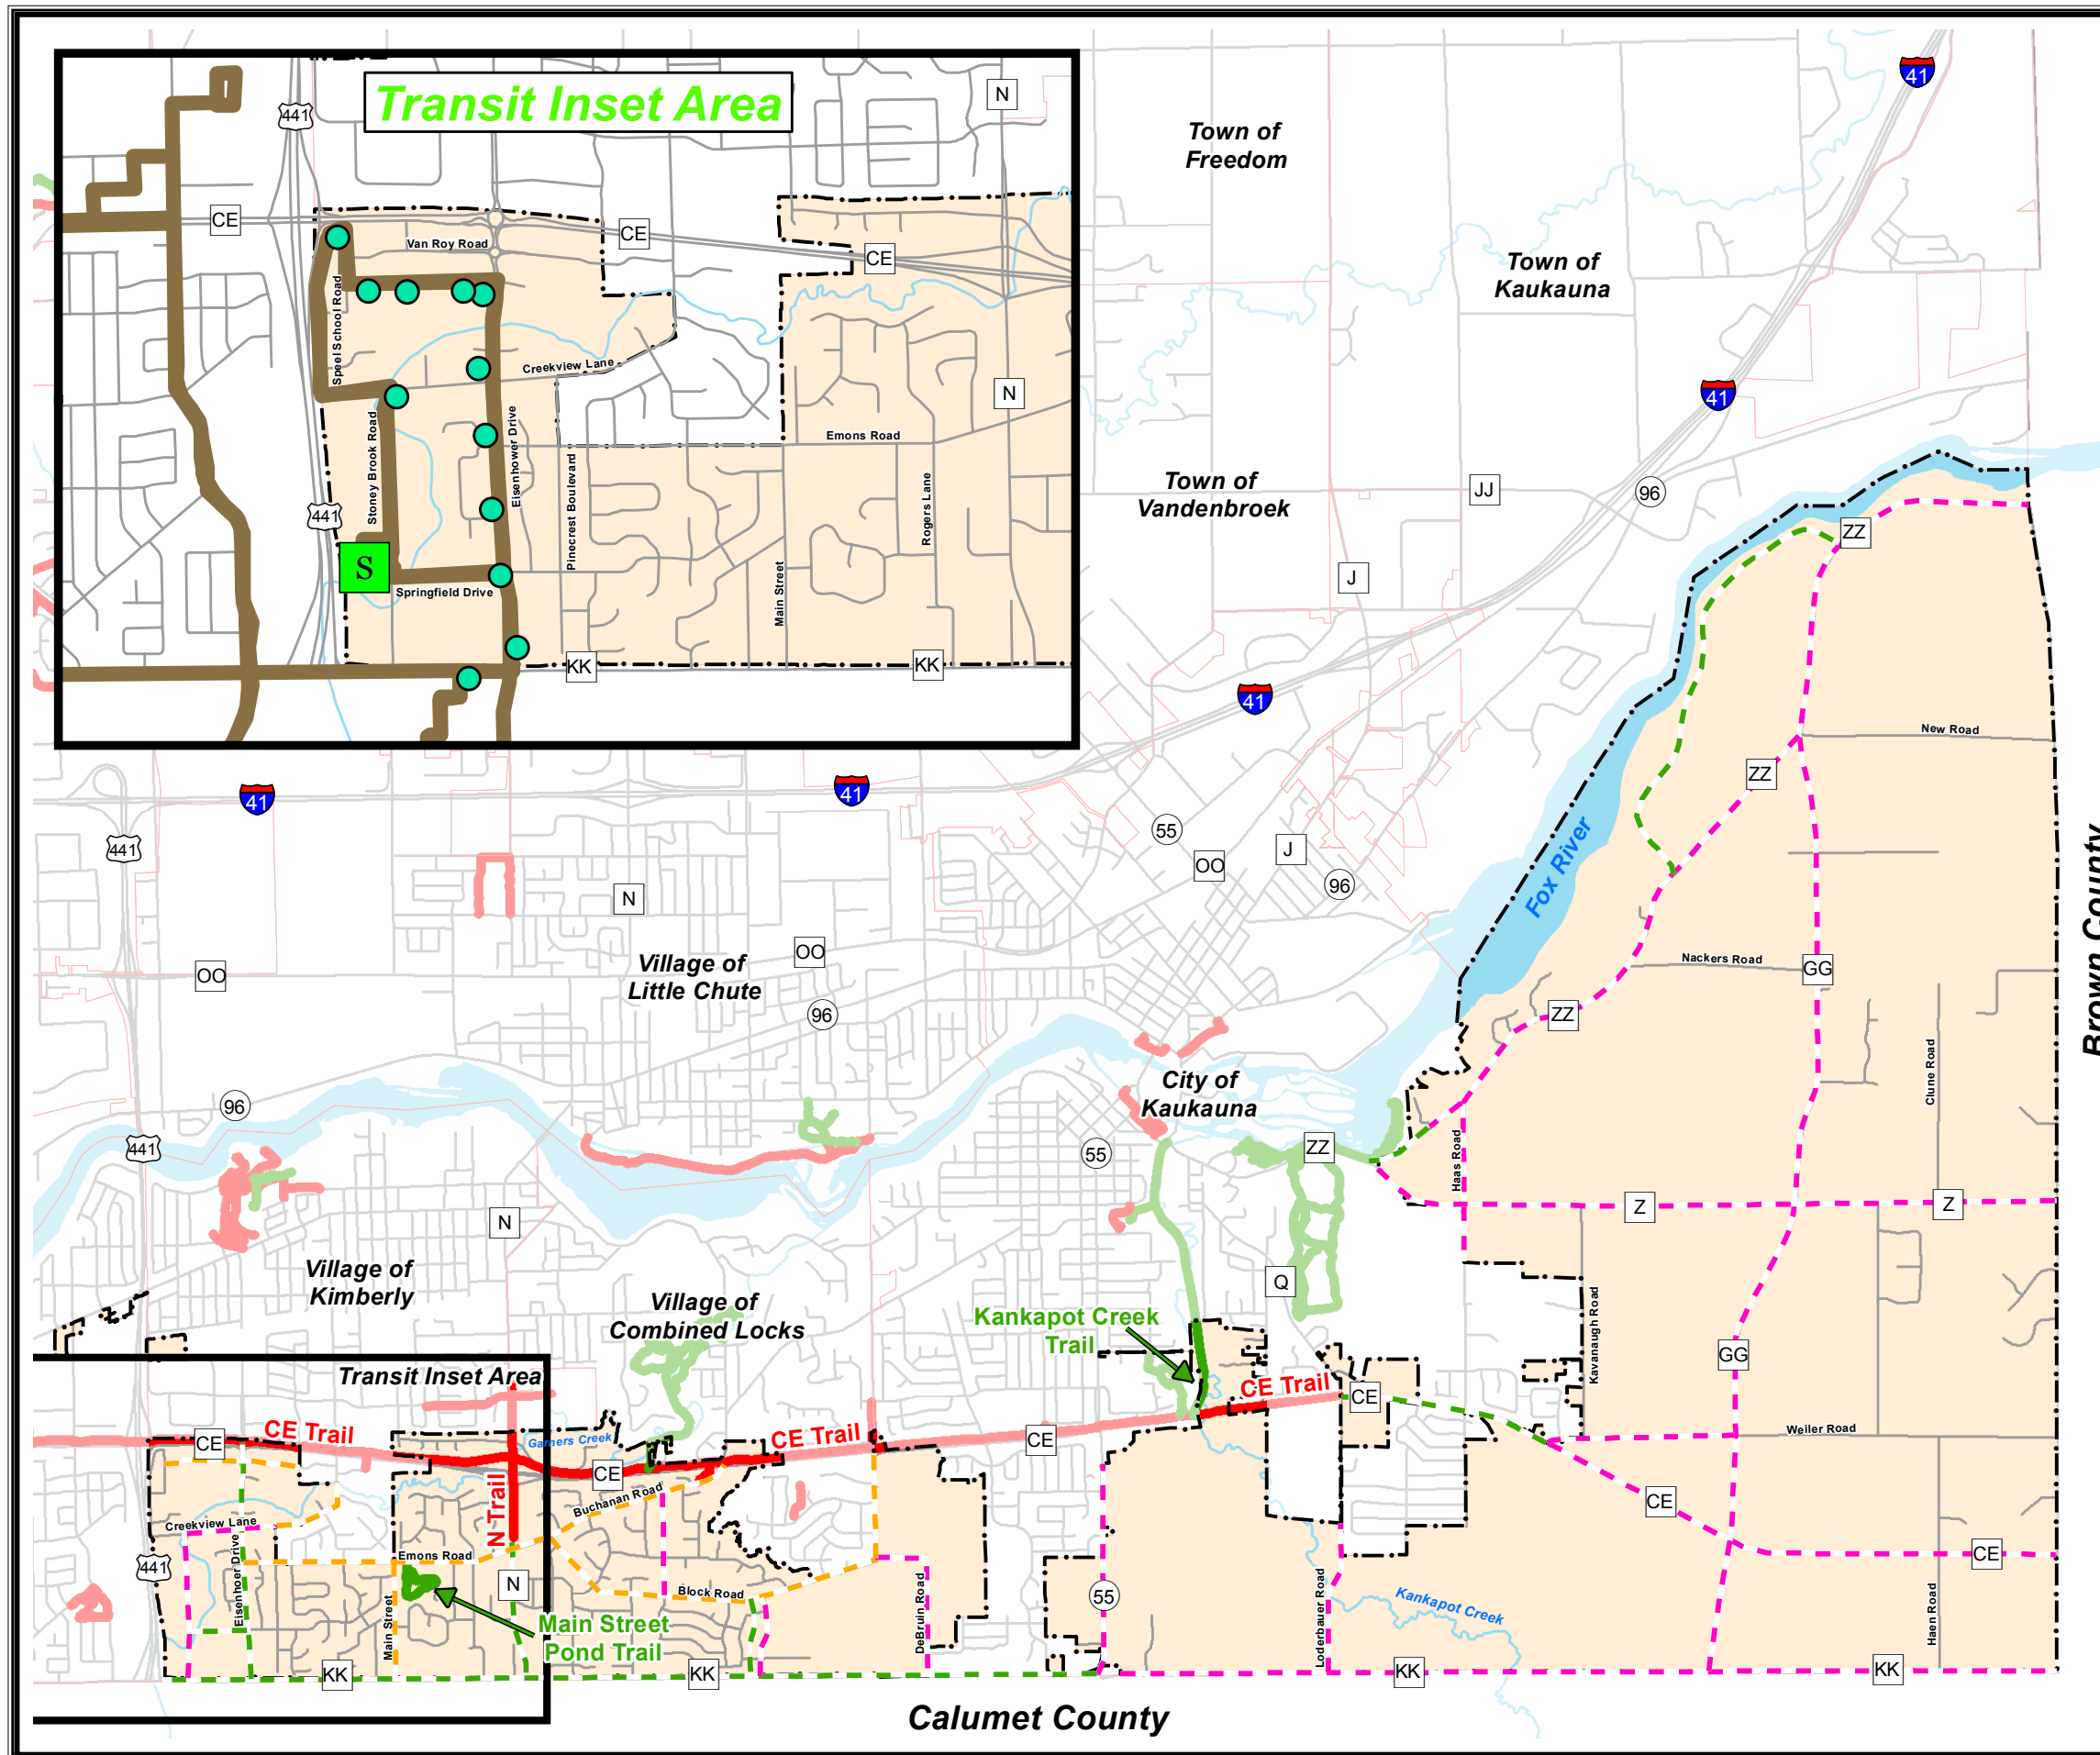 Transit Inset Area
441
N
CE
CE
CE
Van Roy Road
Speel School Road
Creekview Lane
N
Stoney Brook Road
Eisenhower Drive
Emons Road
Pinecrest Boulevard
Rogers Lane
Main Street
441
S
Springfield Drive
KK
KK
41
Town of
Freedom
Town of
Kaukauna
41
Town of
Vandenbroek
JJ
96
ZZ
J
41
New Road
ZZ
41
41
441
55
OO
J
96
N
Fox River
Brown County
OO
OO
Village of
Little Chute
96
Nackers Road
GG
ZZ
City of
Kaukauna
Clune Road
96
441
55
ZZ
Haas Road
N
Z
Z
Village of
Kimberly
Village of
Combined Locks
Q
Kankapot Creek
Trail
Kavanaugh Road
GG
Transit Inset Area
CE Trail
CE
CE Trail
CE
Garners Creek
CE Trail
CE
CE
Weiler Road
N Trail
Buchanan Road
CE
Creekview Lane
Eisenhoer Drive
441
Emons Road
N
Block Road
DeBruin Road
55
Loderbauer Road
Kankapot Creek
CE
Haen Road
Main Street
Main Street
Pond Trail
KK
KK
KK
KK
Calumet County